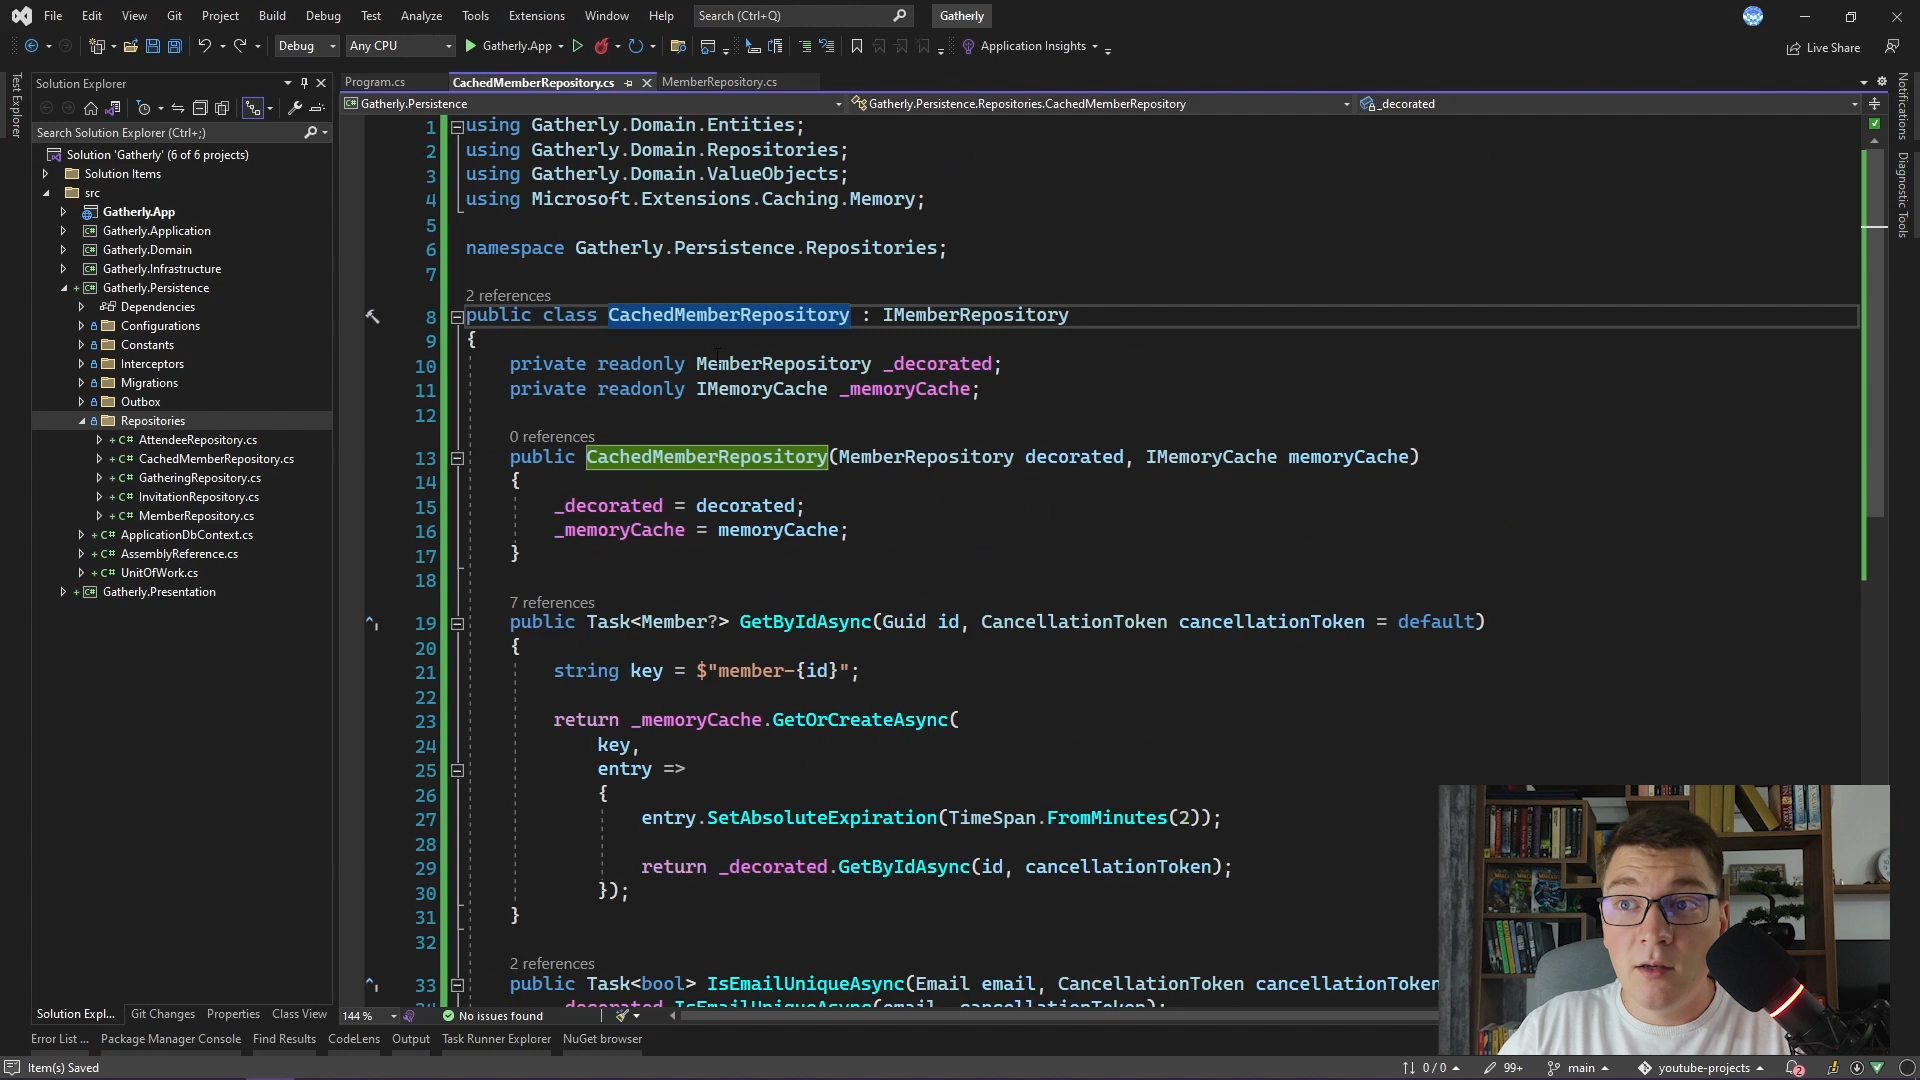 File Edit View Git Project Build Debug Test Analyze Tools Extensions Window Help Search (Ctrl+Q) Gatherly
Debug Any CPU Gatherly.App Application Insights Live Share
Test Explorer
Solution Explorer
Search Solution Explorer (Ctrl+;)
Solution 'Gatherly' (6 of 6 projects)
Solution Items
src
Gatherly.App
Gatherly.Application
Gatherly.Domain
Gatherly.Infrastructure
Gatherly.Persistence
Dependencies
Configurations
Constants
Interceptors
Migrations
Outbox
Repositories
AttendeeRepository.cs
CachedMemberRepository.cs
GatheringRepository.cs
InvitationRepository.cs
MemberRepository.cs
ApplicationDbContext.cs
AssemblyReference.cs
UnitOfWork.cs
Gatherly.Presentation
Solution Expl... Git Changes Properties Class View
Program.cs CachedMemberRepository.cs MemberRepository.cs
Gatherly.Persistence Gatherly.Persistence.Repositories.CachedMemberRepository _decorated
1 using Gatherly.Domain.Entities;
2 using Gatherly.Domain.Repositories;
3 using Gatherly.Domain.ValueObjects;
4 using Microsoft.Extensions.Caching.Memory;
5
6 namespace Gatherly.Persistence.Repositories;
7
2 references
8 public class CachedMemberRepository : IMemberRepository
9 {
10 private readonly MemberRepository _decorated;
11 private readonly IMemoryCache _memoryCache;
12
0 references
13 public CachedMemberRepository(MemberRepository decorated, IMemoryCache memoryCache)
14 {
15 _decorated = decorated;
16 _memoryCache = memoryCache;
17 }
18
7 references
19 public Task<Member?> GetByIdAsync(Guid id, CancellationToken cancellationToken = default)
20 {
21 string key = $"member-{id}";
22
23 return _memoryCache.GetOrCreateAsync(
24 key,
25 entry =>
26 {
27 entry.SetAbsoluteExpiration(TimeSpan.FromMinutes(2));
28
29 return _decorated.GetByIdAsync(id, cancellationToken);
30 });
31 }
32
2 references
33 public Task<bool> IsEmailUniqueAsync(Email email, CancellationToken cancellationToken
34 _decorated.IsEmailUniqueAsync(email, cancellationToken);
144 % No issues found
Notifications
Diagnostic Tools
Error List ... Package Manager Console Find Results CodeLens Output Task Runner Explorer NuGet browser
Item(s) Saved 0 / 0 99+ main youtube-projects 2